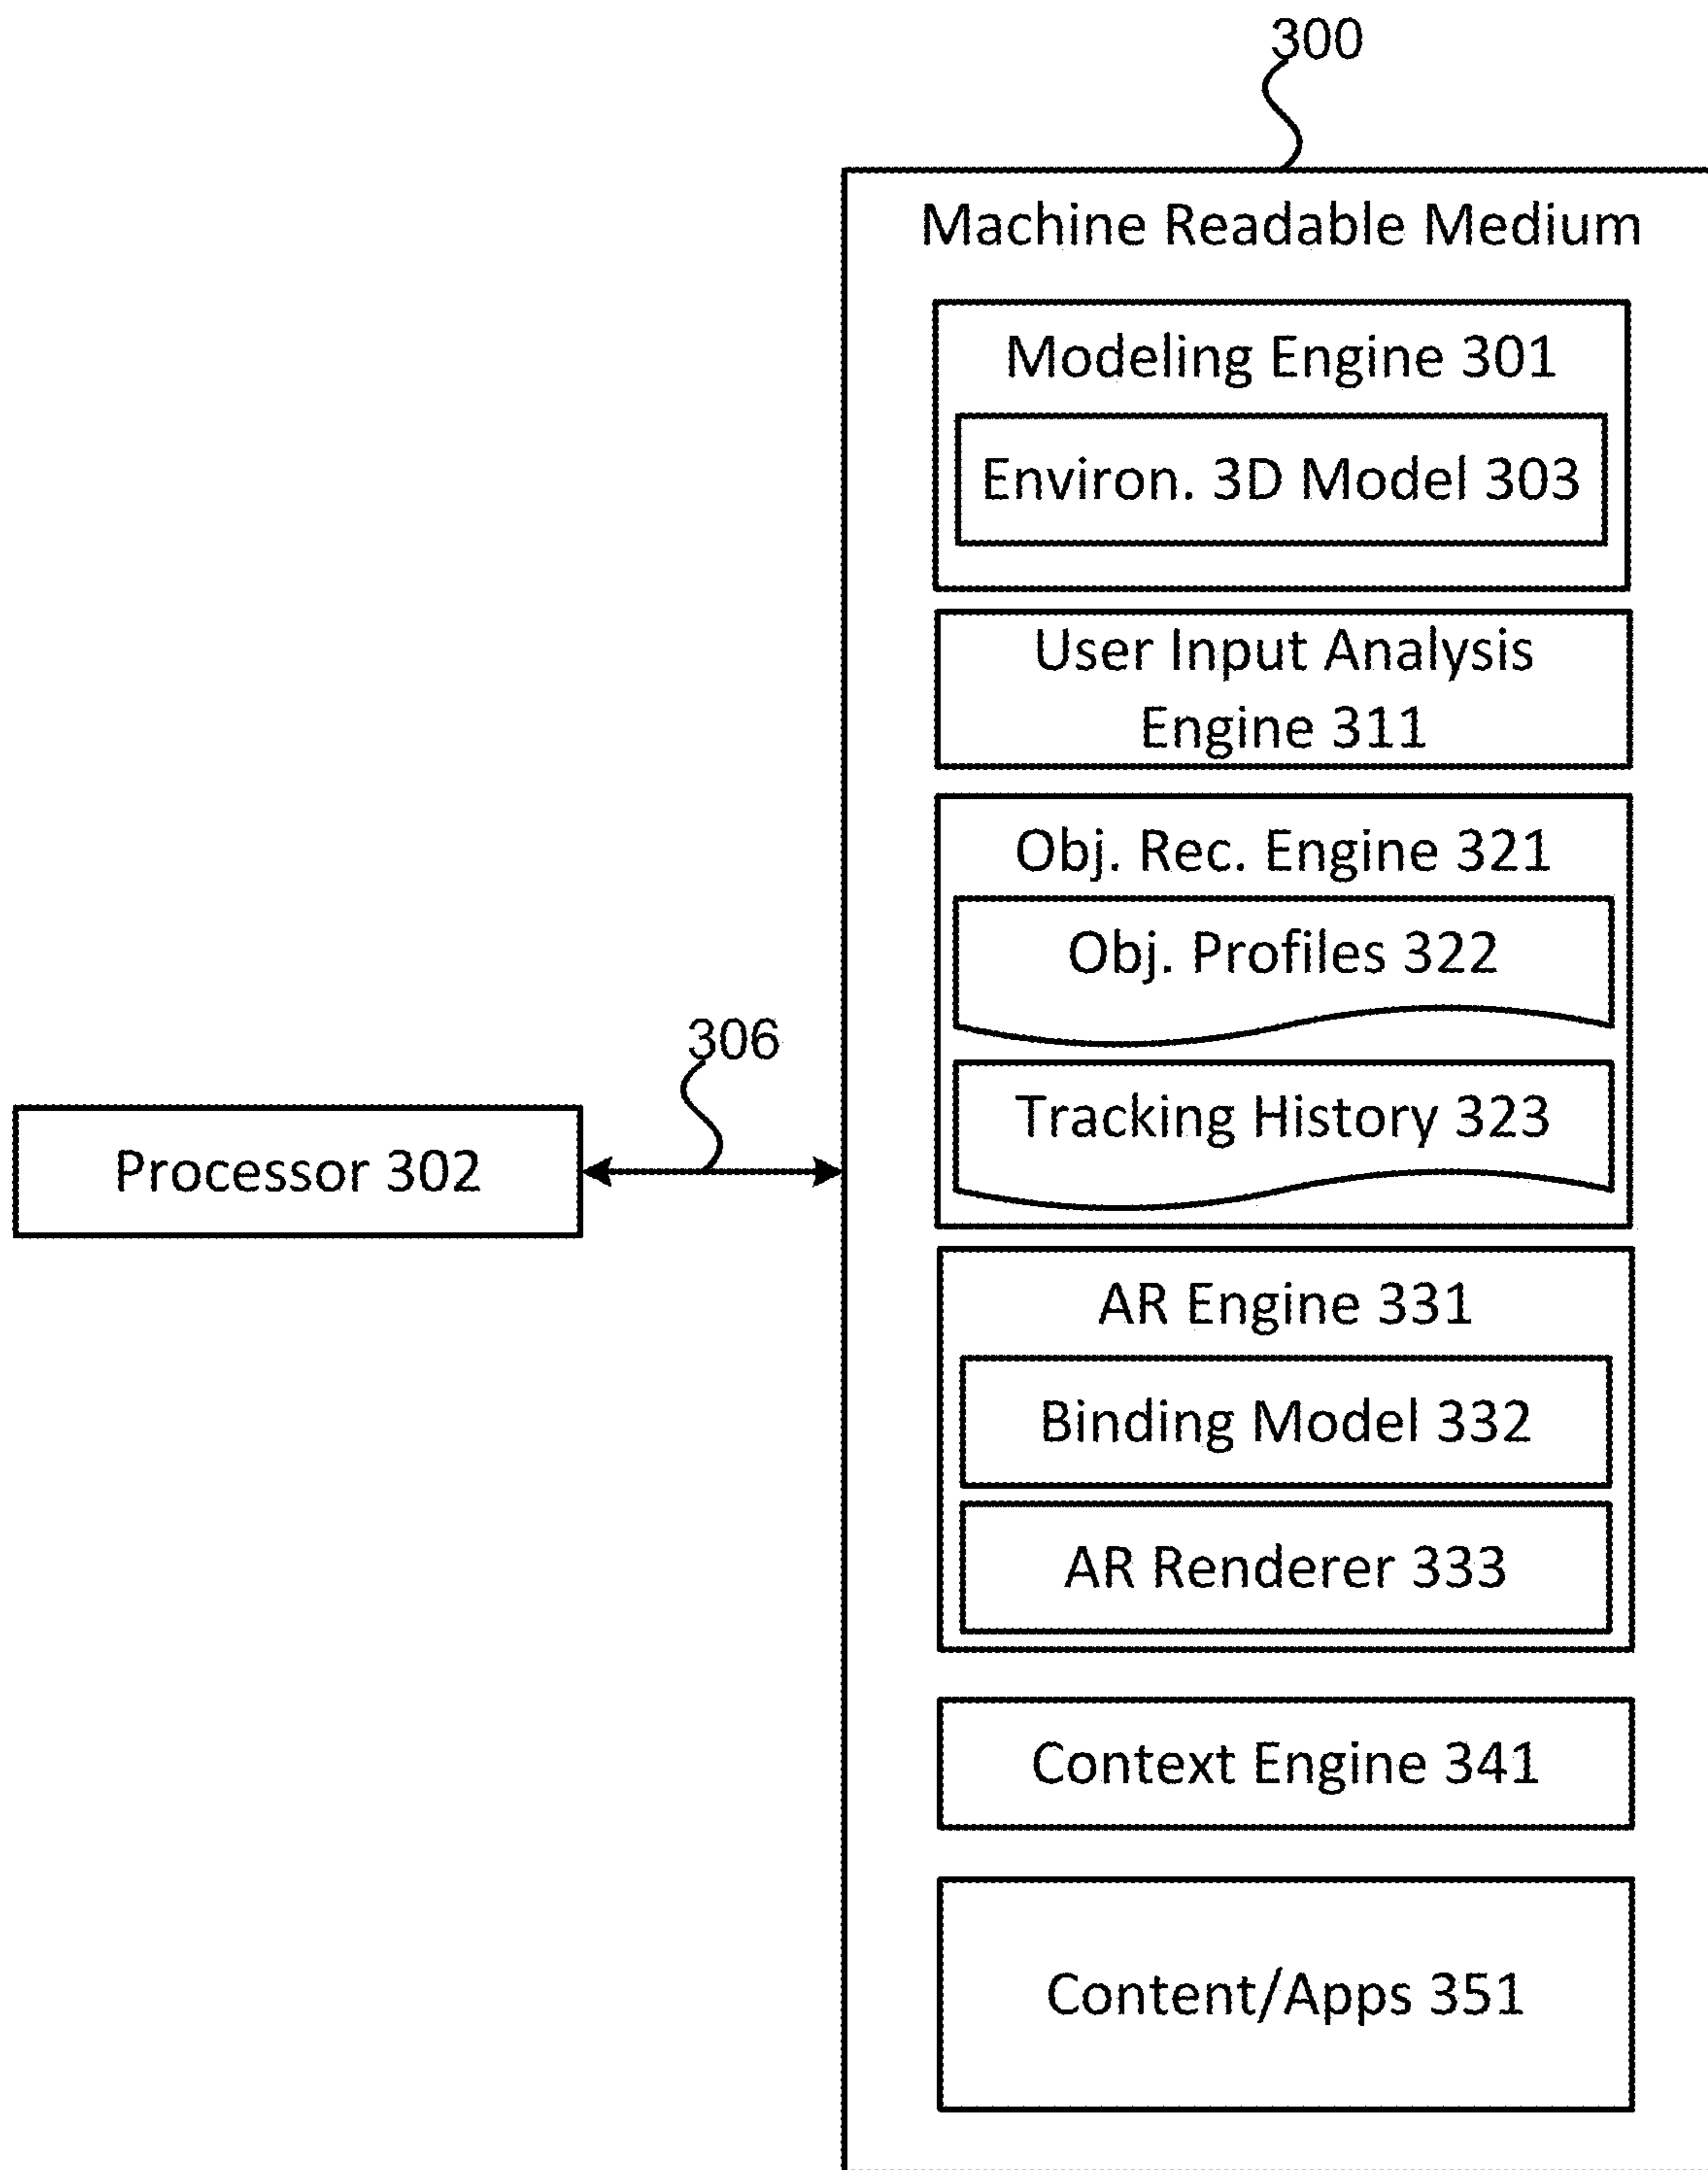 300
Machine Readable Medium
Modeling Engine 301
Environ. 3D Model 303
User Input Analysis
Engine 311
Obj. Rec. Engine 321
Obj. Profiles 322
306
Tracking History 323
Processor 302
AR Engine 331
Binding Model 332
AR Renderer 333
Context Engine 341
Content/Apps 351